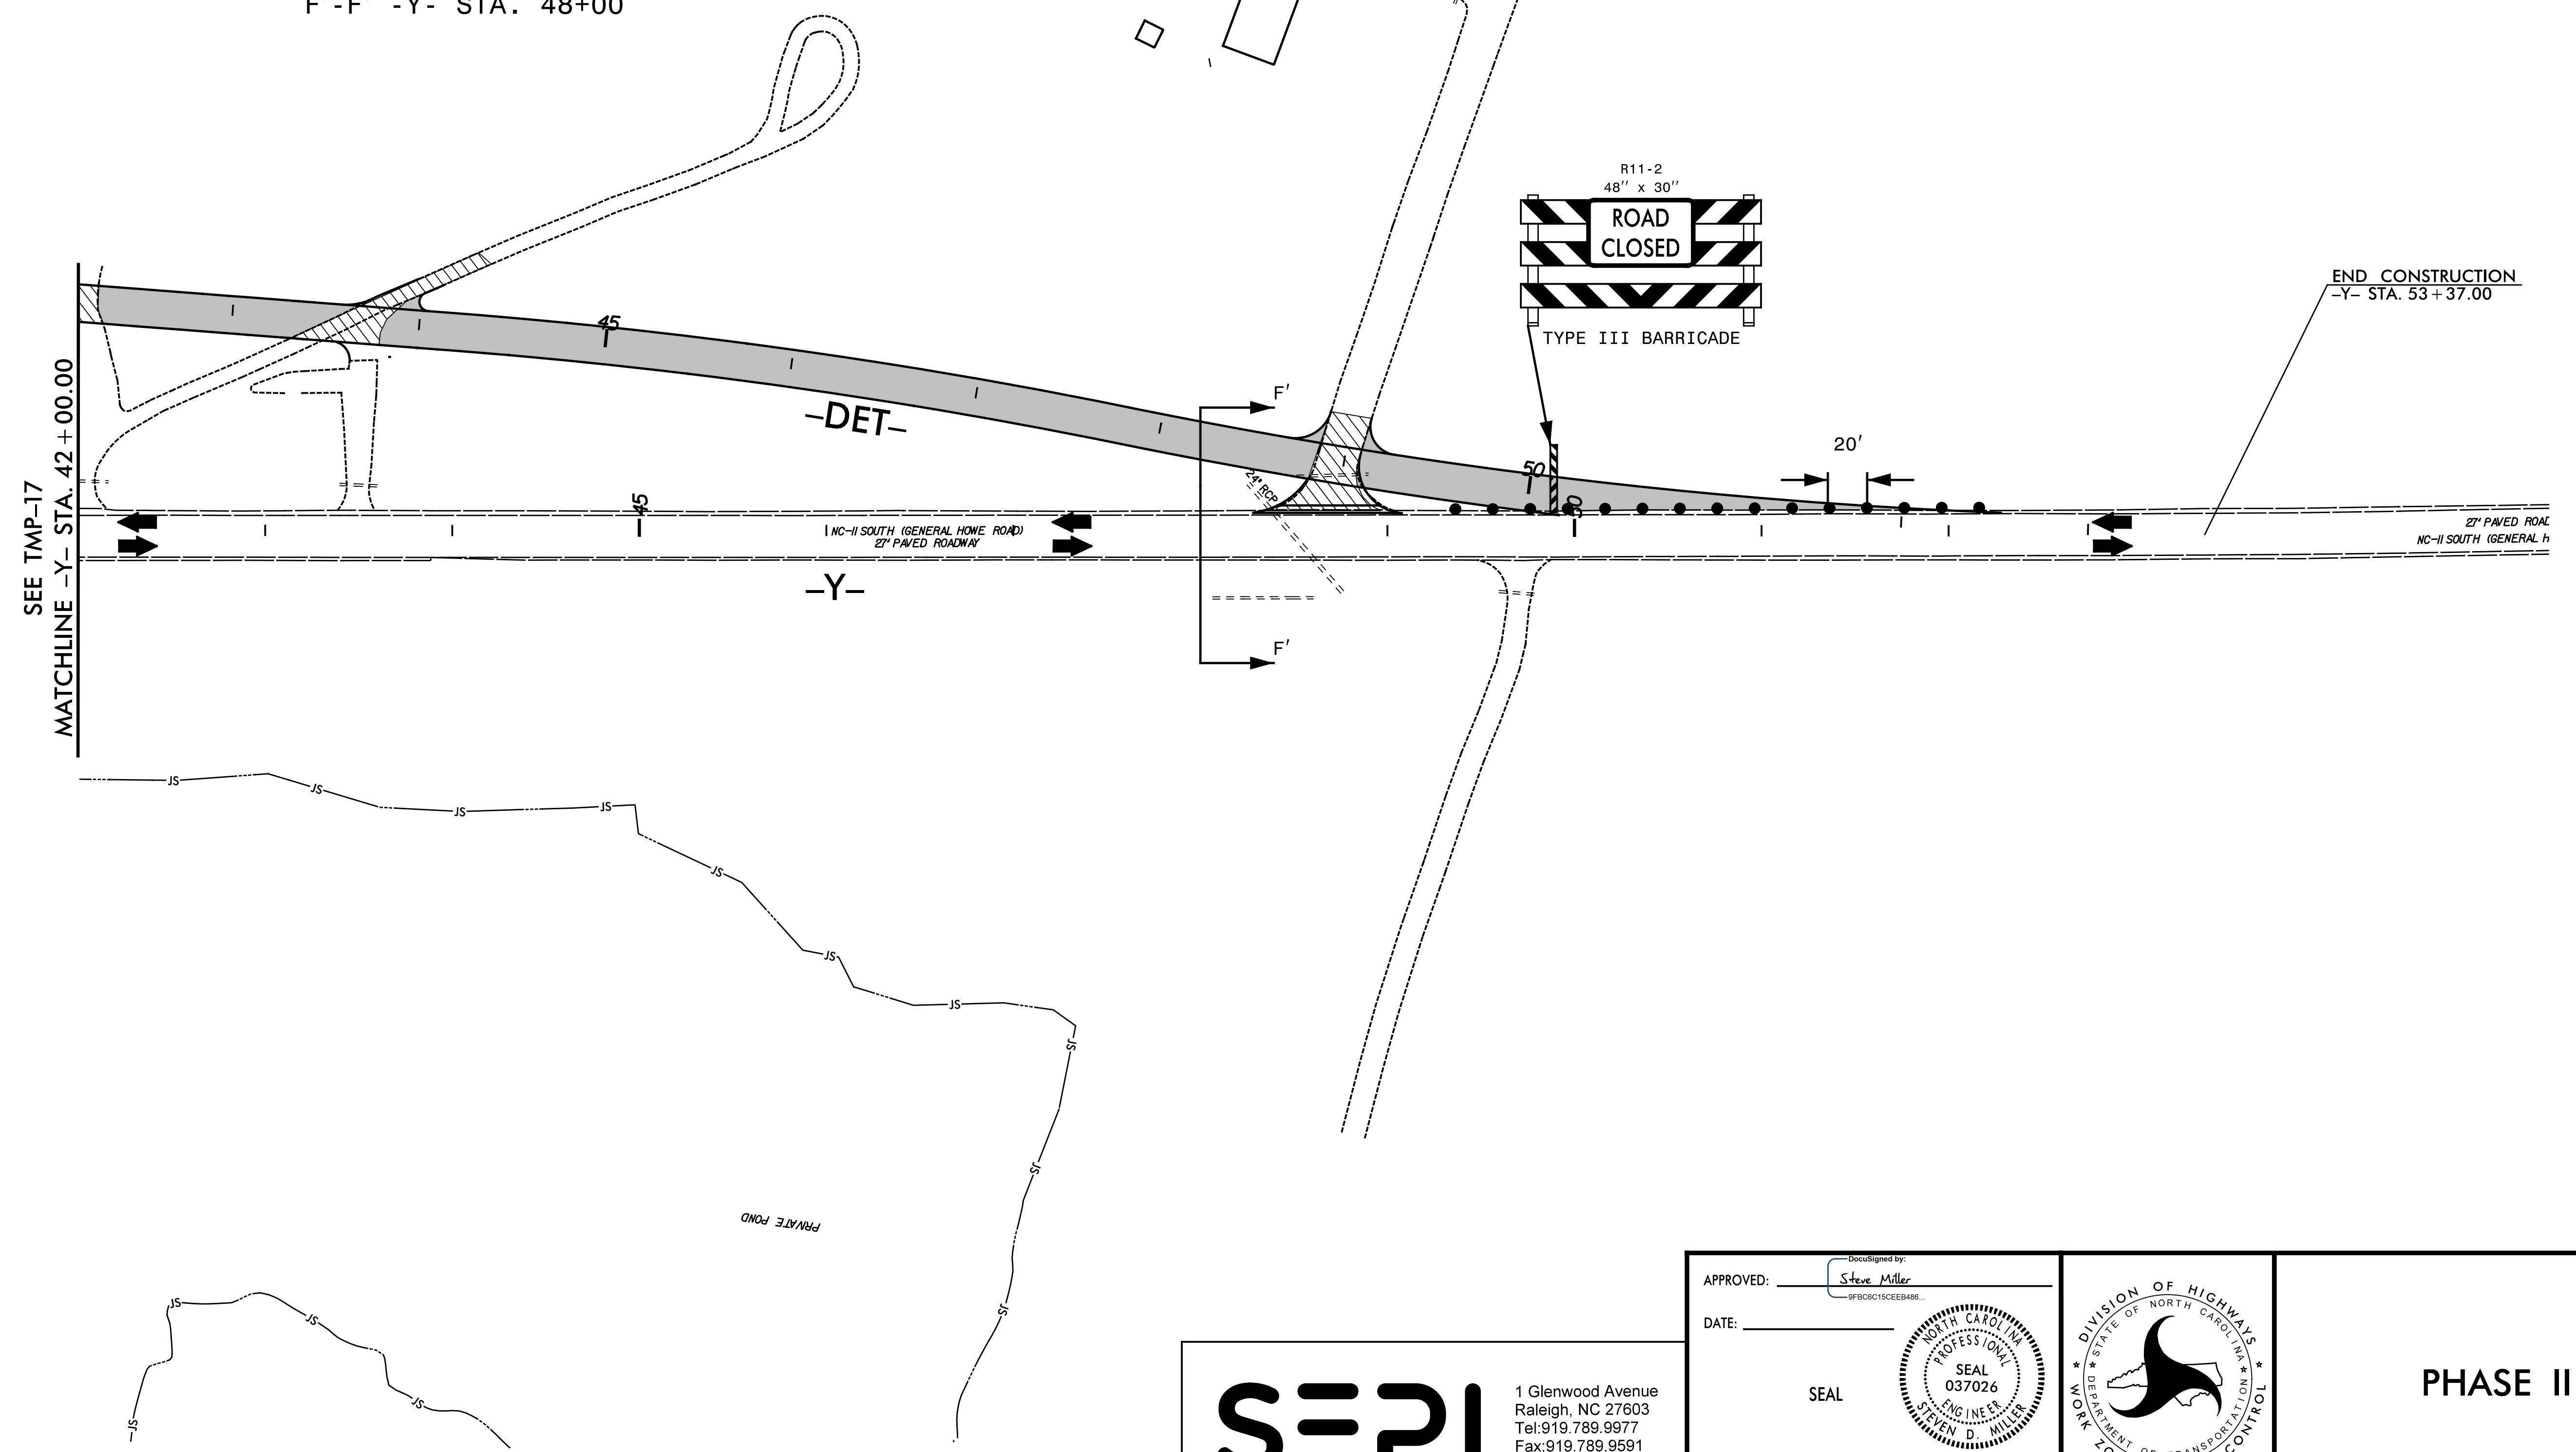 F'-F' -Y- STA. 48+00
R11-2
48'' x 30''
ROAD
CLOSED
TYPE III BARRICADE
END CONSTRUCTION
-Y- STA. 53+37.00
SEE TMP-17
MATCHLINE -Y- STA. 42+00.00
45
-DET-
F'
50
20'
24" RCP
45
50
NC-11 SOUTH (GENERAL HOWE ROAD)
27' PAVED ROADWAY
27' PAVED ROAD
NC-11 SOUTH (GENERAL H
-Y-
F'
JS
JS
JS
JS
JS
JS
JS
JS
JS
JS
JS
JS
JS
JS
PRIVATE POND
APPROVED:
DocuSigned by:
Steve Miller
9FBC6C15CEEB486...
DATE:
SEAL
NORTH CAROLINA
PROFESSIONAL
SEAL
037026
ENGINEER
STEVEN D. MILLER
DIVISION OF HIGHWAYS
STATE OF NORTH CAROLINA
DEPARTMENT OF TRANSPORTATION
WORK ZO
CONTROL
PHASE II
SEPI
1 Glenwood Avenue
Raleigh, NC 27603
Tel:919.789.9977
Fax:919.789.9591